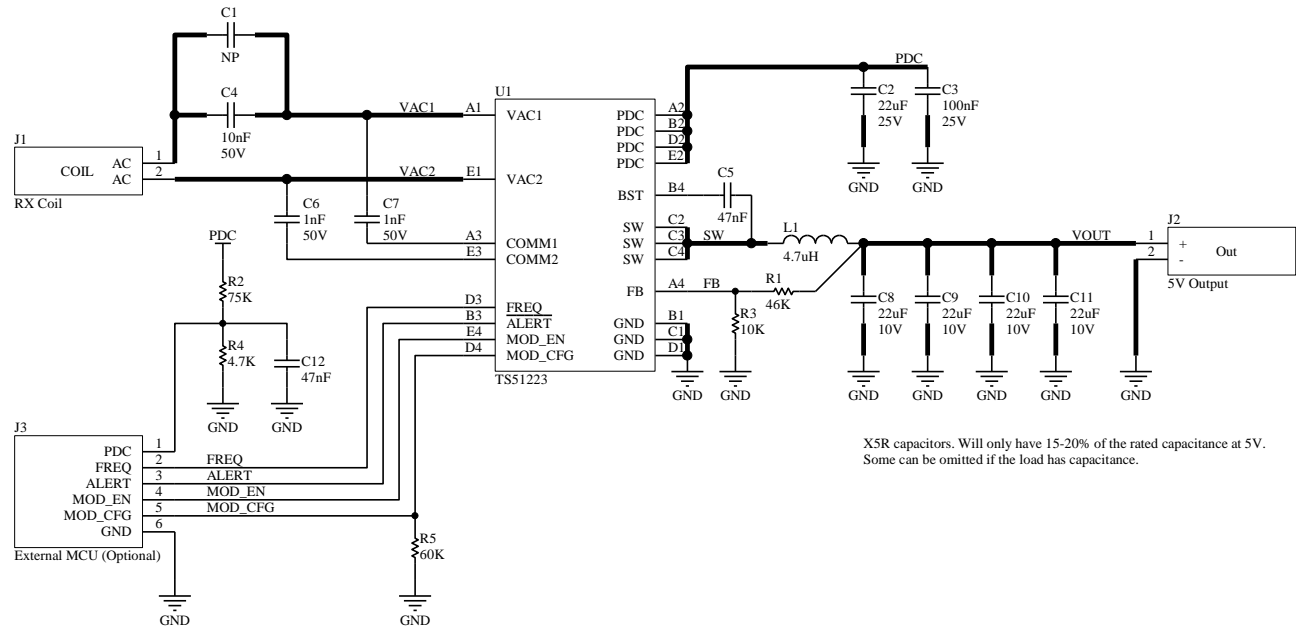 C1
NP
C4
10nF
50V
J1
COIL
AC
AC
1
2
RX Coil
VAC1
A1
VAC2
E1
C6
1nF
50V
C7
1nF
50V
A3
E3
U1
VAC1
VAC2
COMM1
COMM2
FREQ
ALERT
MOD_EN
MOD_CFG
TS51223
PDC
PDC
PDC
PDC
BST
SW
SW
SW
FB
GND
GND
GND
A2
B2
D2
E2
B4
C2
C3
C4
A4
B1
C1
D1
D3
B3
E4
D4
PDC
C2
22uF
25V
C3
100nF
25V
GND
GND
C5
47nF
SW
L1
4.7uH
FB
R1
46K
R3
10K
GND
GND
VOUT
C8
22uF
10V
C9
22uF
10V
C10
22uF
10V
C11
22uF
10V
GND
GND
GND
GND
GND
J2
1
2
+
-
Out
5V Output
PDC
R2
75K
R4
4.7K
C12
47nF
GND
GND
J3
PDC
FREQ
ALERT
MOD_EN
MOD_CFG
GND
1
2
3
4
5
6
FREQ
ALERT
MOD_EN
MOD_CFG
External MCU (Optional)
GND
R5
60K
GND
X5R capacitors. Will only have 15-20% of the rated capacitance at 5V.
Some can be omitted if the load has capacitance.